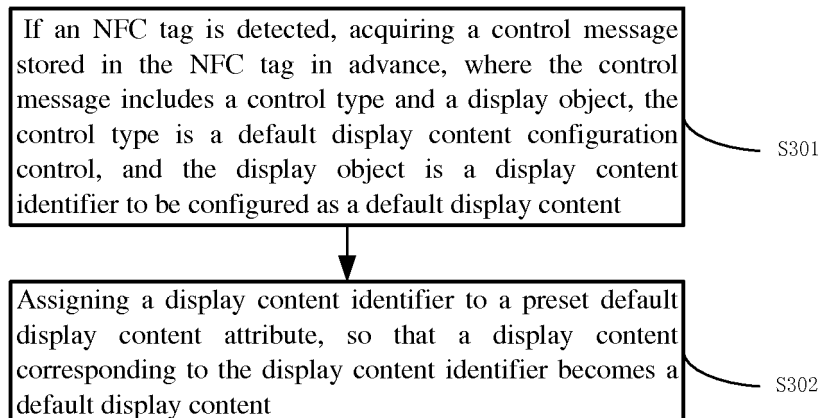 If an NFC tag is detected, acquiring a control message
stored in the NFC tag in advance, where the control
message includes a control type and a display object, the
control type is a default display content configuration
control, and the display object is a display content
identifier to be configured as a default display content
S301
Assigning a display content identifier to a preset default
display content attribute, so that a display content
corresponding to the display content identifier becomes a
default display content
S302